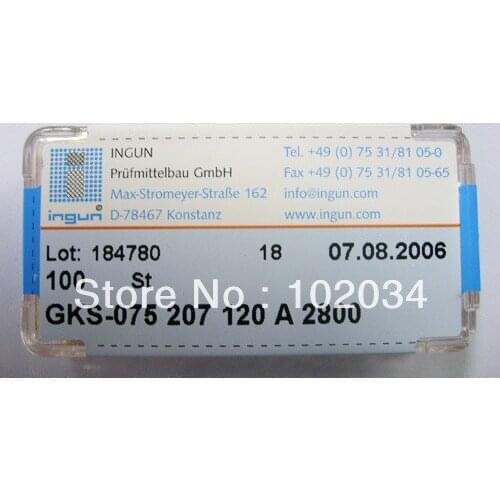 INGUN
Prüfmittelbau GmbH
Max-Stromeyer-Straße 162
D-78467 Konstanz
Tel. +49 (0) 75 31/81 05-0
Fax +49 (0) 75 31/81 05-65
info@ingun.com
www.ingun.com
ingun
Lot: 184780 18 07.08.2006
100 St
Store No : 102034
GKS-075 207 120 A 2800